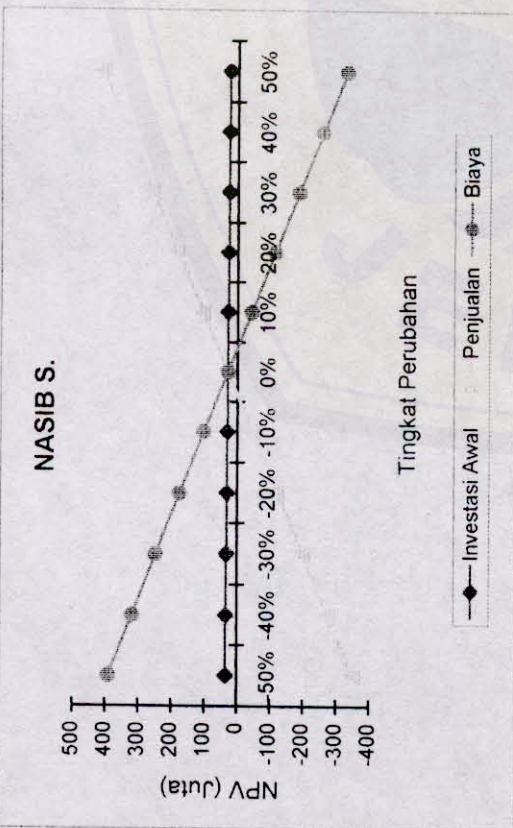 NASIB S.
NPV (Juta)
500
400
300
200
100
0
-100
-200
-300
-400
-50% -40% -30% -20% -10% 0% 10% 20% 30% 40% 50%
Tingkat Perubahan
Investasi Awal Penjualan Biaya